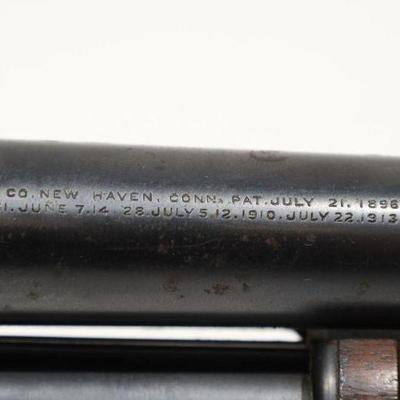 CO. NEW HAVEN, CONN. PAT. JULY 21. 1896
1. JUNE 7.14 28. JULY 5 12. 1910. JULY 22. 1913